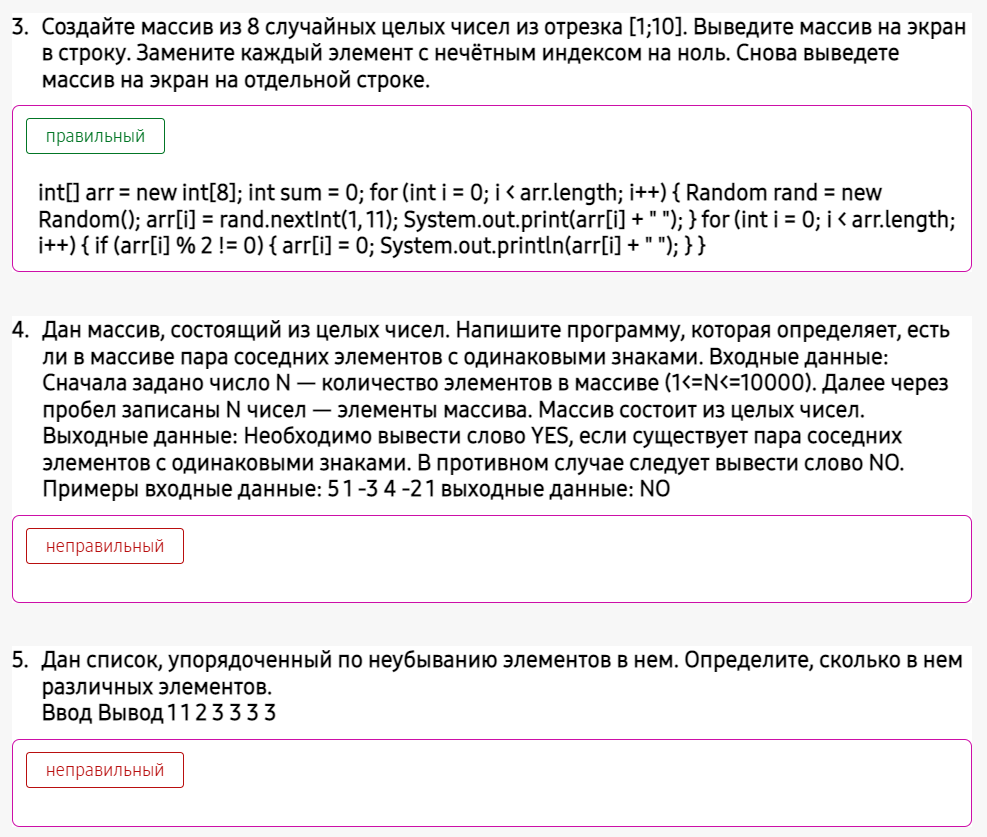 3. Создайте массив из 8 случайных целых чисел из отрезка [1;10]. Выведите массив на экран
в строку. Замените каждый элемент с нечётным индексом на ноль. Снова выведете
массив на экран на отдельной строке.
правильный
int[] arr = new int[8]; int sum = 0; for (int i = 0; i < arr.length; i++) { Random rand = new
Random(); arr[i] = rand.nextInt(1, 11); System.out.print(arr[i] + " "); } for (int i = 0; i < arr.length;
i++) { if (arr[i] % 2 != 0) { arr[i] = 0; System.out.println(arr[i] + " "); } }
4. Дан массив, состоящий из целых чисел. Напишите программу, которая определяет, есть
ли в массиве пара соседних элементов с одинаковыми знаками. Входные данные:
Сначала задано число N — количество элементов в массиве (1<=N<=10000). Далее через
пробел записаны N чисел — элементы массива. Массив состоит из целых чисел.
Выходные данные: Необходимо вывести слово YES, если существует пара соседних
элементов с одинаковыми знаками. В противном случае следует вывести слово NO.
Примеры входные данные: 5 1 -3 4 -2 1 выходные данные: NO
неправильный
5. Дан список, упорядоченный по неубыванию элементов в нем. Определите, сколько в нем
различных элементов.
Ввод Вывод 1 1 2 3 3 3 3
неправильный